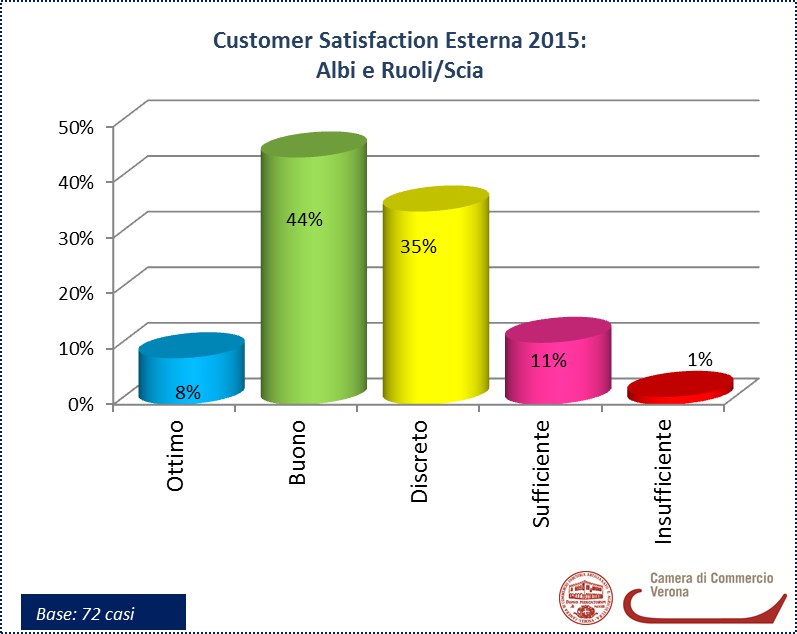 Customer Satisfaction Esterna 2015:
Albi e Ruoli/Scia
50%
40%
30%
20%
10%
0%
8%
44%
35%
11%
1%
Ottimo
Buono
Discreto
Sufficiente
Insufficiente
Base: 72 casi
Camera di Commercio
Verona